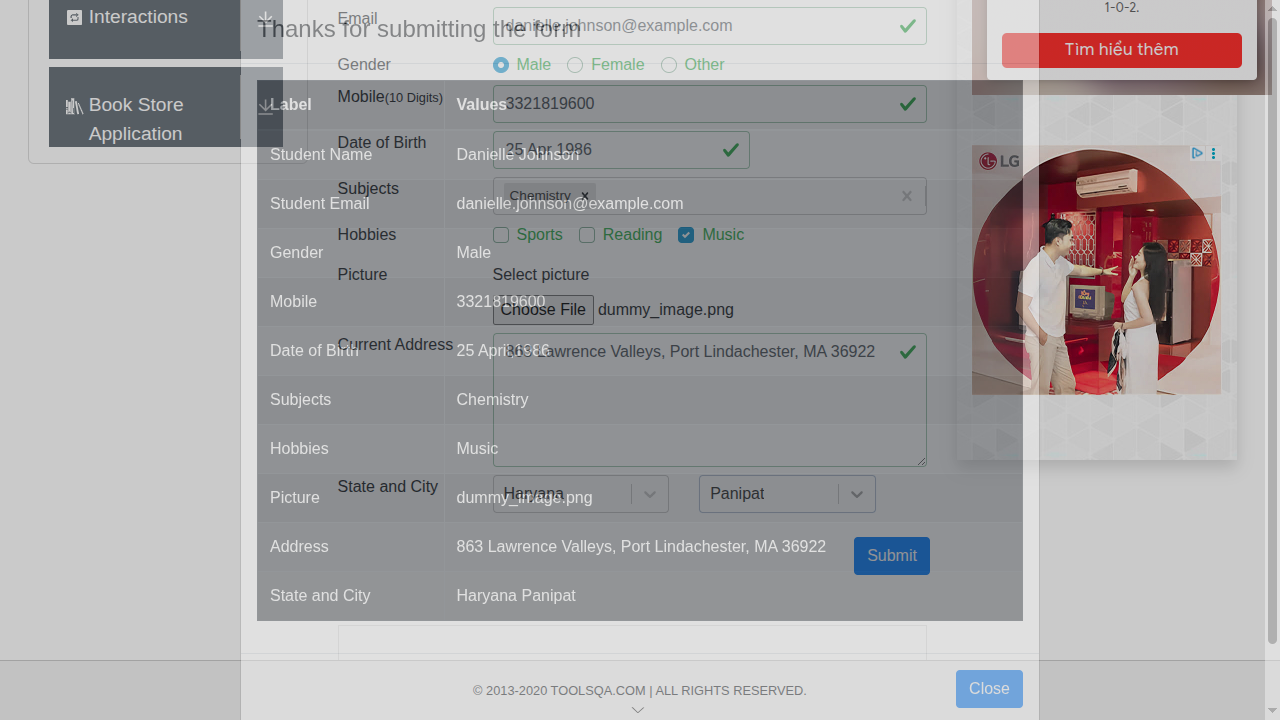 Interactions
Book Store
Application
Thanks for submitting the form
Email
danielle.johnson@example.com
Gender
Male
Female
Other
Label
Values
Mobile(10 Digits)
3321819600
Date of Birth
25 Apr 1986
Student Name
Danielle Johnson
Subjects
Chemistry
Student Email
danielle.johnson@example.com
Hobbies
Sports
Reading
Music
Gender
Male
Picture
Select picture
Mobile
3321819600
Choose File dummy_image.png
Current Address
863 Lawrence Valleys, Port Lindachester, MA 36922
Date of Birth
25 April,1986
Subjects
Chemistry
Hobbies
Music
State and City
Haryana
Panipat
Picture
dummy_image.png
Address
863 Lawrence Valleys, Port Lindachester, MA 36922
Submit
State and City
Haryana Panipat
© 2013-2020 TOOLSQA.COM | ALL RIGHTS RESERVED.
Close
1-0-2.
Tìm hiểu thêm
LG